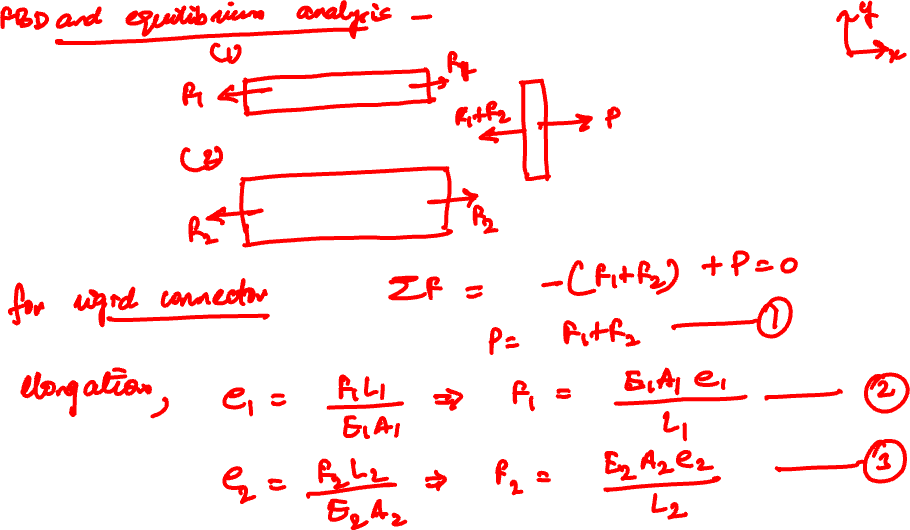 FBD and equilibrium analysis –
y
x
(1)
F₁ F₁
F₁+F₂ P
(2)
F₂ F₂
for rigid connector ΣF = -(F₁+F₂) + P = 0
P = F₁+F₂ — ①
elongation, e₁ = F₁L₁/E₁A₁ ⇒ F₁ = E₁A₁e₁/L₁ — ②
e₂ = F₂L₂/E₂A₂ ⇒ F₂ = E₂A₂e₂/L₂ — ③